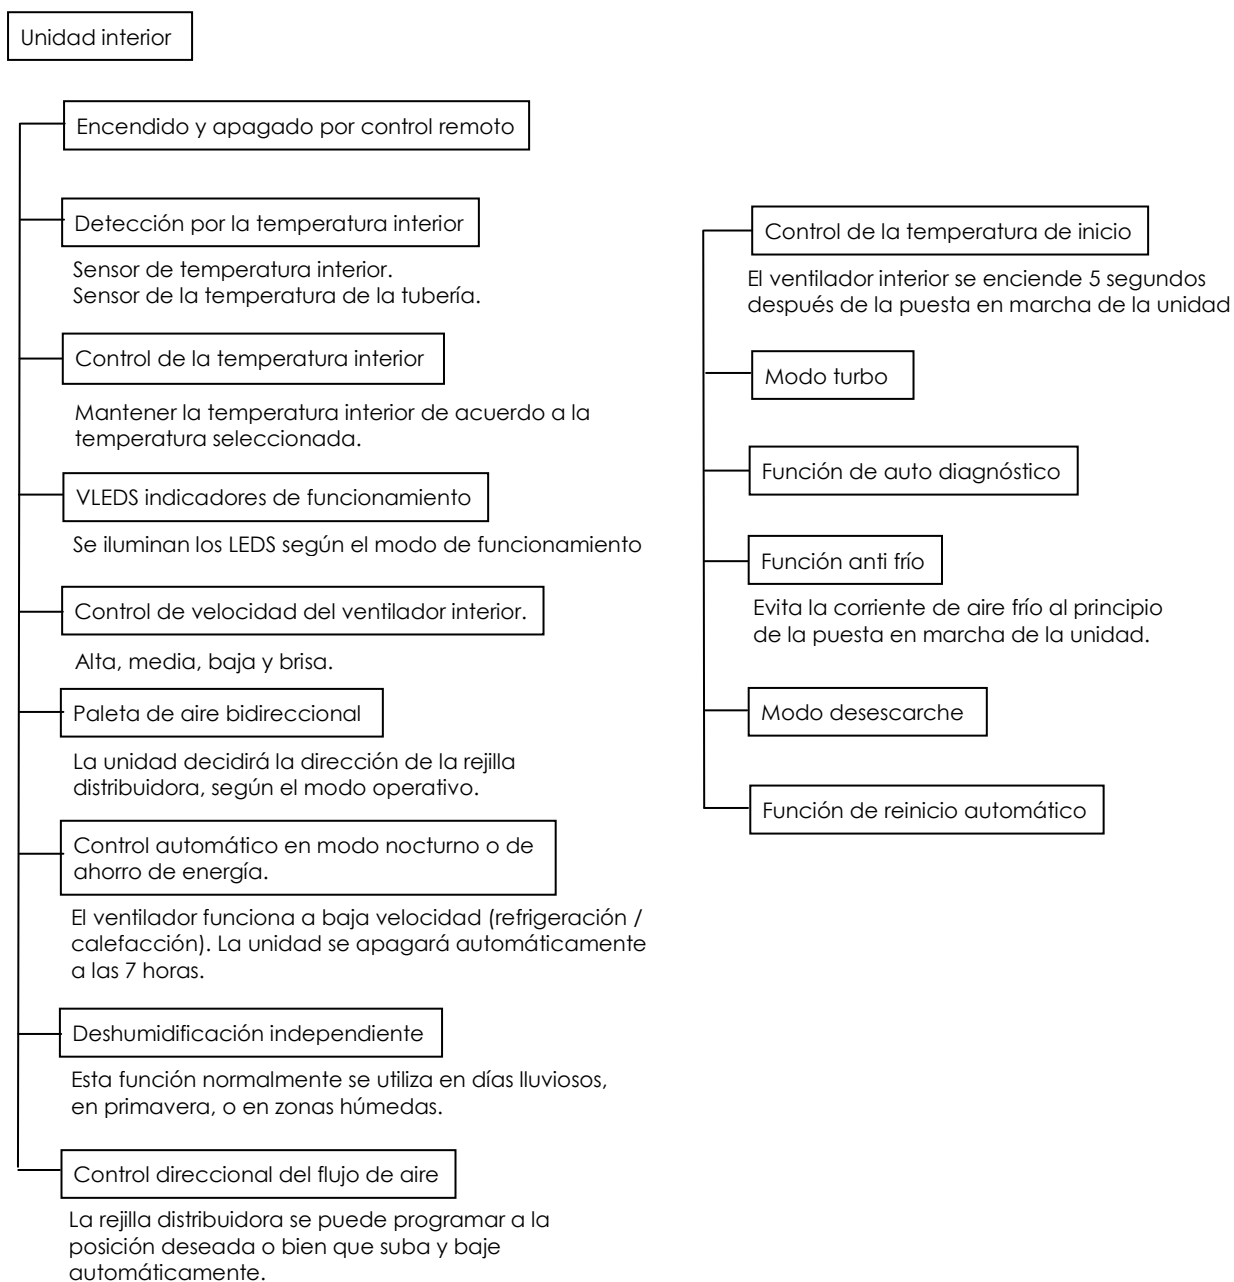 Unidad interior
Encendido y apagado por control remoto
Detección por la temperatura interior
Sensor de temperatura interior.
Sensor de la temperatura de la tubería.
Control de la temperatura interior
Mantener la temperatura interior de acuerdo a la
temperatura seleccionada.
VLEDS indicadores de funcionamiento
Se iluminan los LEDS según el modo de funcionamiento
Control de velocidad del ventilador interior.
Alta, media, baja y brisa.
Paleta de aire bidireccional
La unidad decidirá la dirección de la rejilla
distribuidora, según el modo operativo.
Control automático en modo nocturno o de
ahorro de energía.
El ventilador funciona a baja velocidad (refrigeración /
calefacción). La unidad se apagará automáticamente
a las 7 horas.
Deshumidificación independiente
Esta función normalmente se utiliza en días lluviosos,
en primavera, o en zonas húmedas.
Control direccional del flujo de aire
La rejilla distribuidora se puede programar a la
posición deseada o bien que suba y baje
automáticamente.
Control de la temperatura de inicio
El ventilador interior se enciende 5 segundos
después de la puesta en marcha de la unidad
Modo turbo
Función de auto diagnóstico
Función anti frío
Evita la corriente de aire frío al principio
de la puesta en marcha de la unidad.
Modo desescarche
Función de reinicio automático